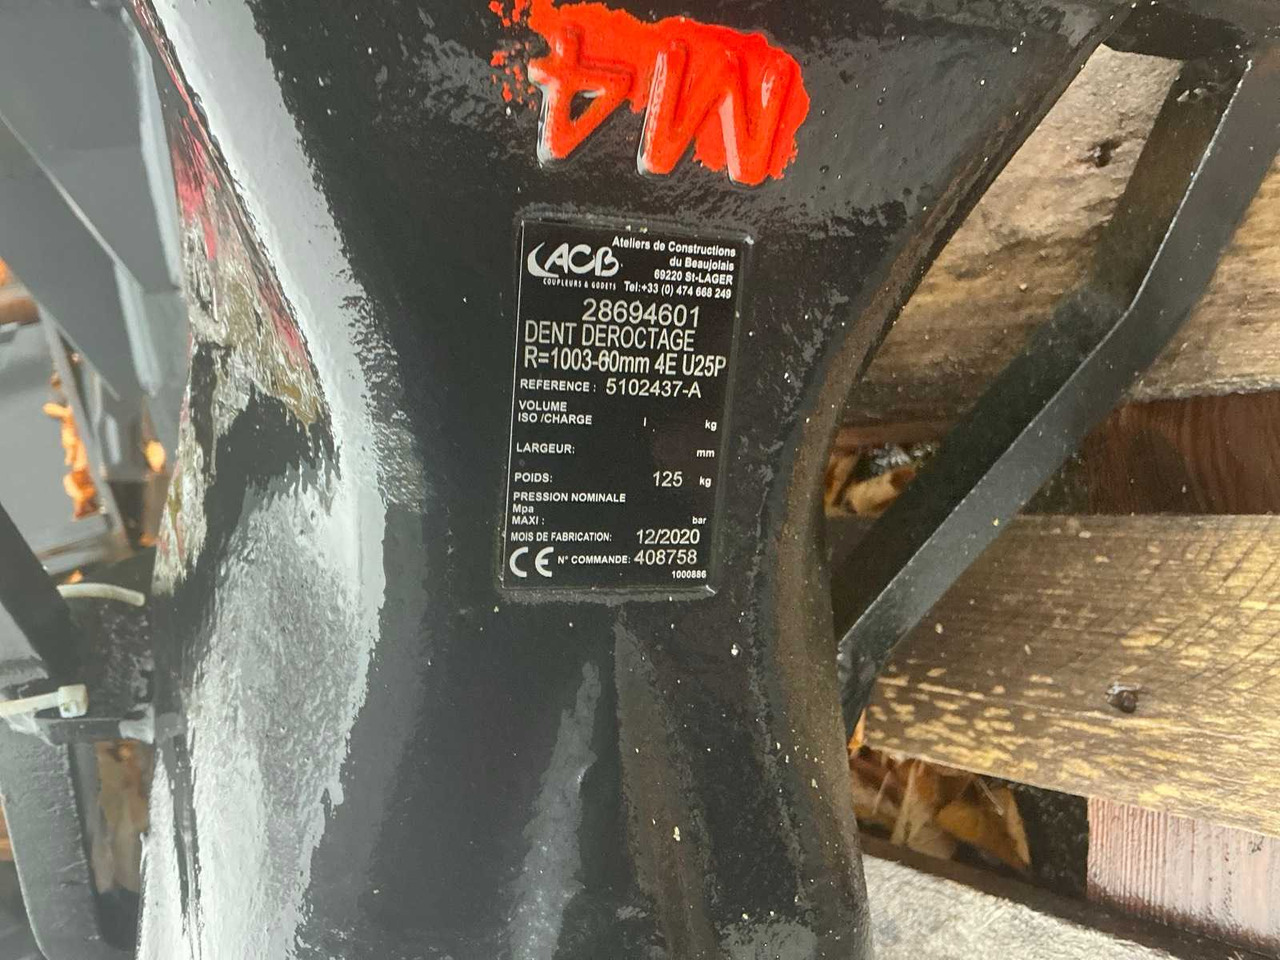 M4
ACB
COUPLEURS & GODETS
Ateliers de Constructions
du Beaujolais
69220 St-LAGER
Tel:+33 (0) 474 668 249
28694601
DENT DEROCTAGE
R=1003-60mm 4E U25P
REFERENCE : 5102437-A
VOLUME
ISO /CHARGE l kg
LARGEUR: mm
POIDS: 125 kg
PRESSION NOMINALE
Mpa
MAXI : bar
MOIS DE FABRICATION: 12/2020
CE N° COMMANDE: 408758
1000886